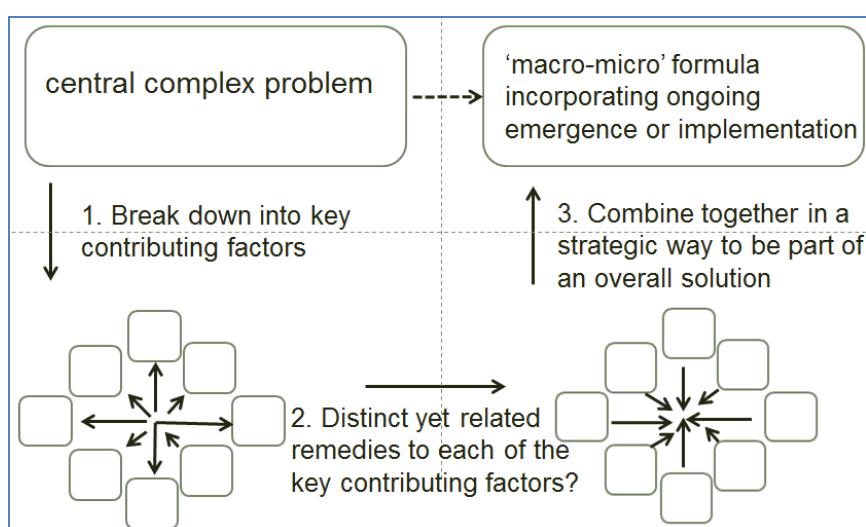 central complex problem
‘macro-micro’ formula
incorporating ongoing
emergence or implementation
1. Break down into key
contributing factors
3. Combine together in a
strategic way to be part of
an overall solution
2. Distinct yet related
remedies to each of the
key contributing factors?